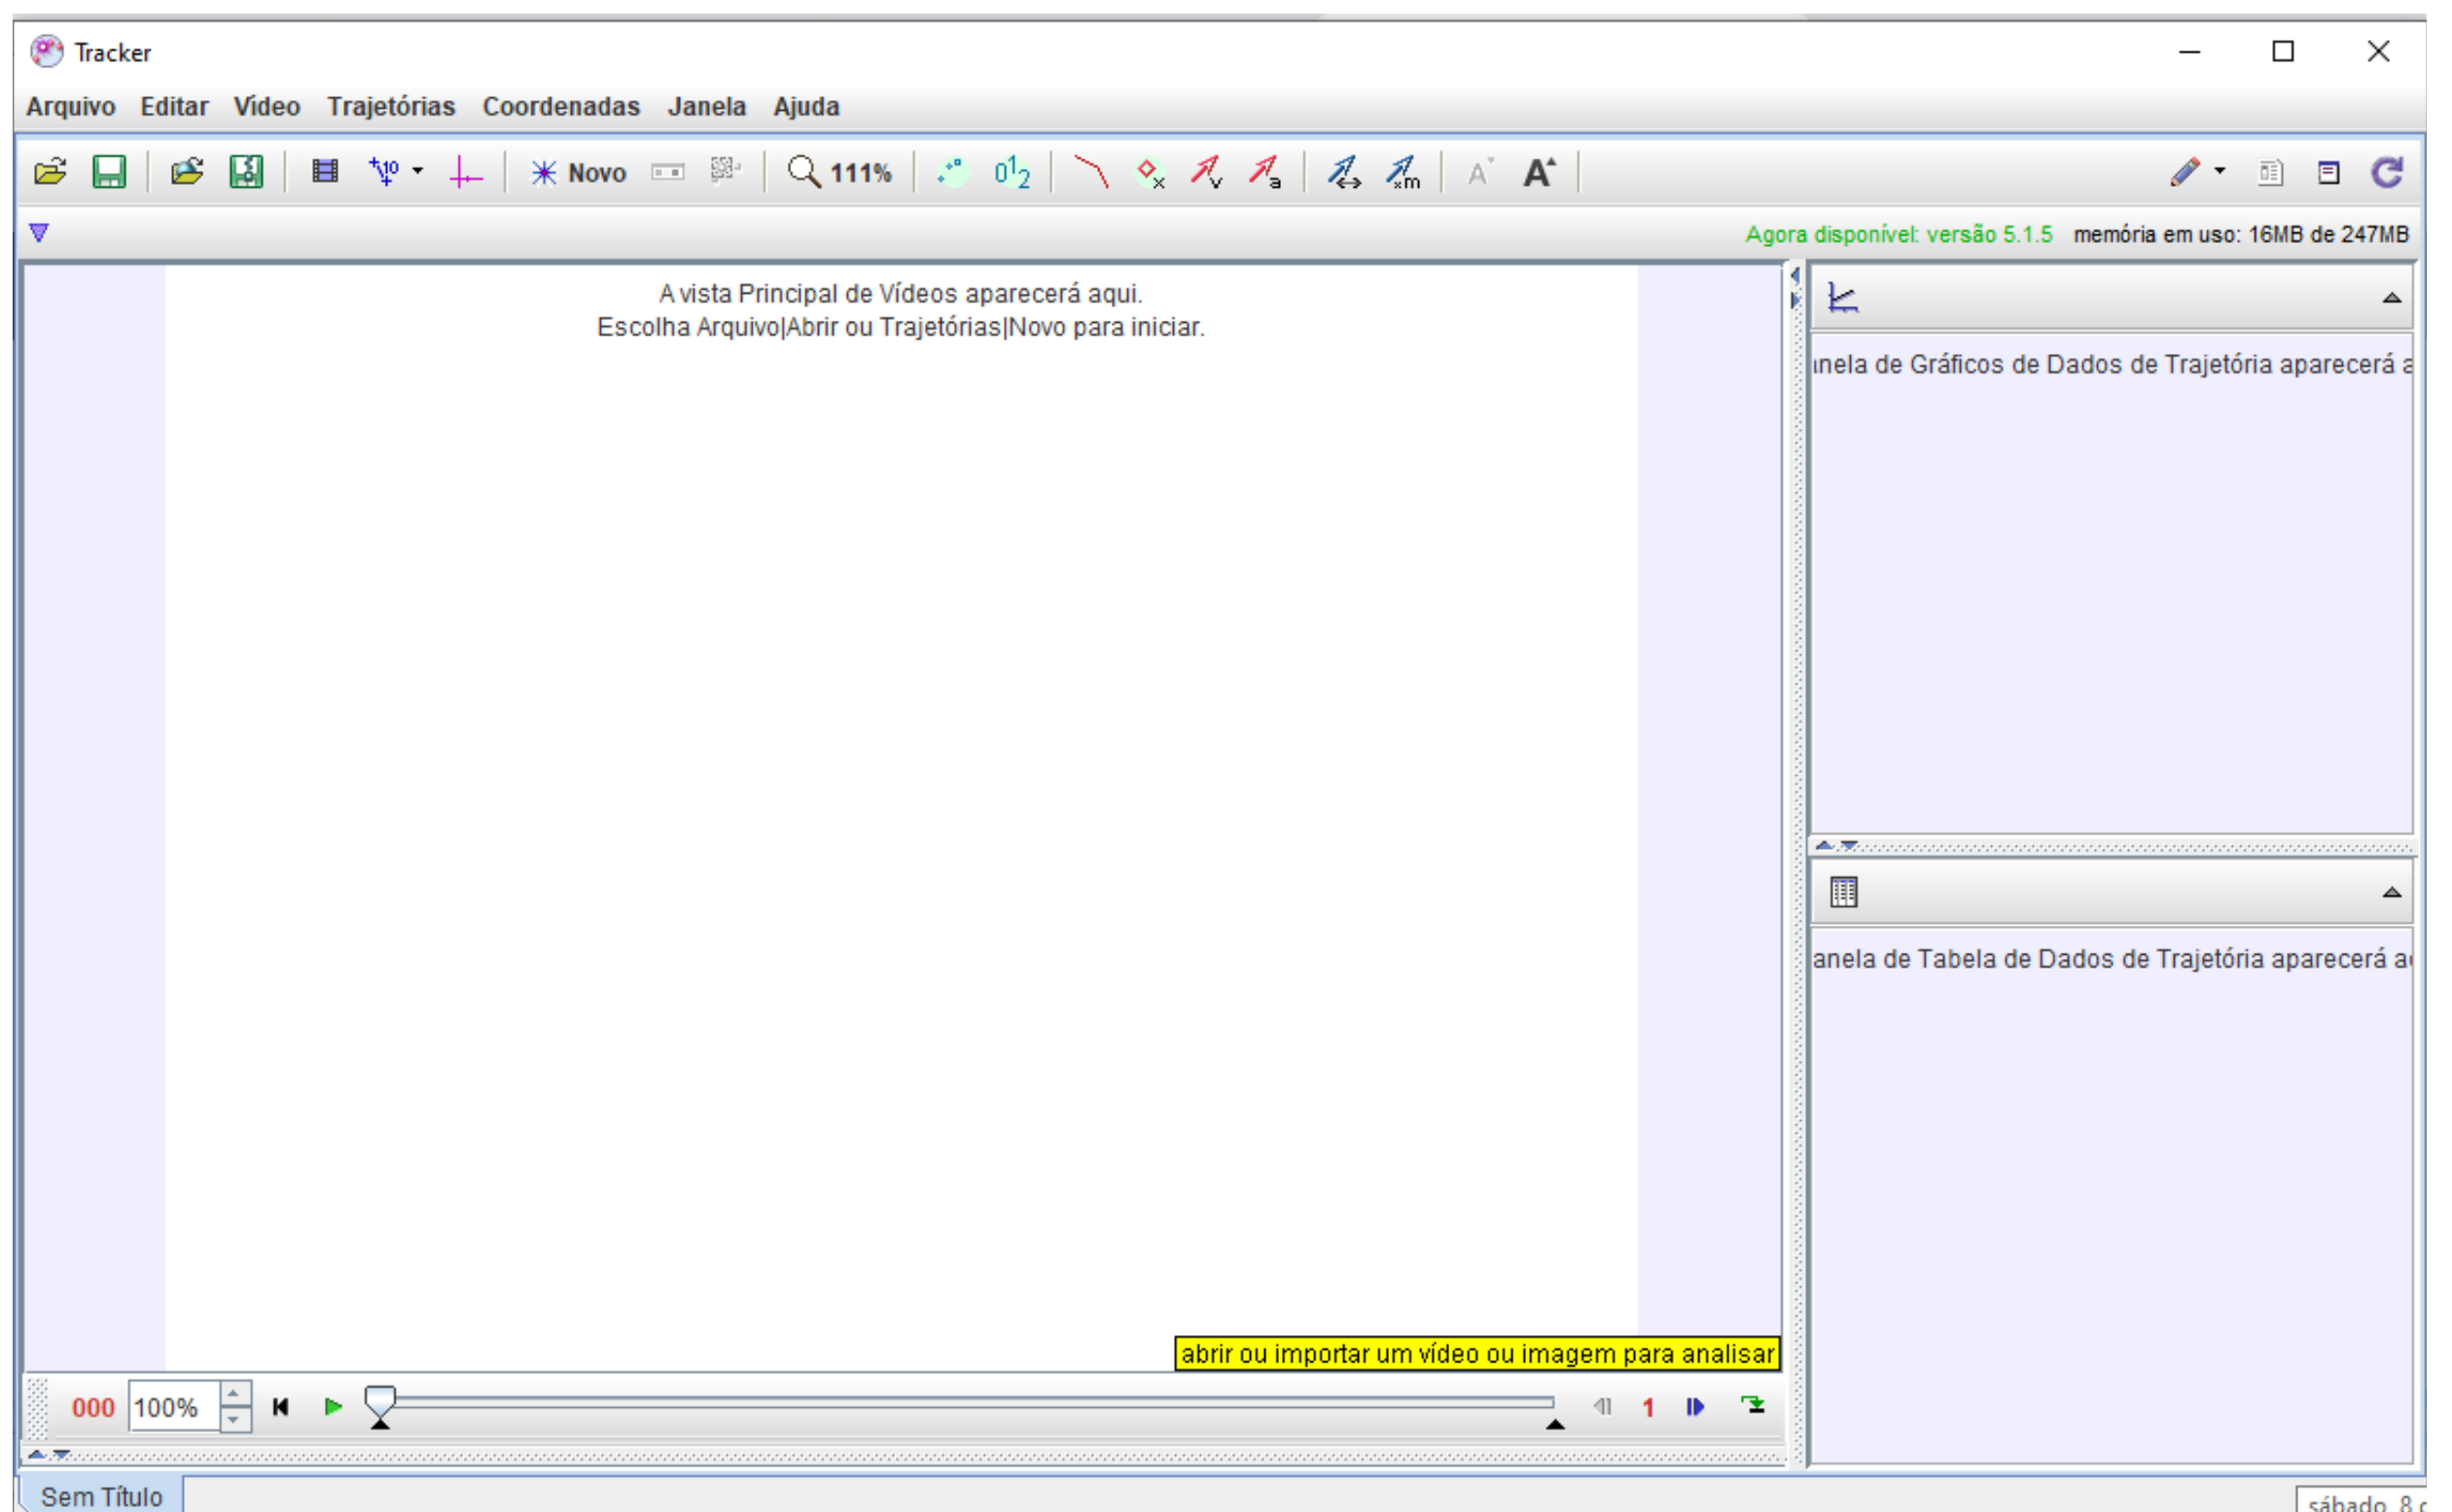 Tracker
Arquivo Editar Vídeo Trajetórias Coordenadas Janela Ajuda
Novo 111%
Agora disponível: versão 5.1.5 memória em uso: 16MB de 247MB
A vista Principal de Vídeos aparecerá aqui.
Escolha Arquivo|Abrir ou Trajetórias|Novo para iniciar.
de Gráficos de Dados de Trajetória aparecerá
de Tabela de Dados de Trajetória aparecerá
abrir ou importar um vídeo ou imagem para analisar
000 100% 1
Sem Título
sábado, 8